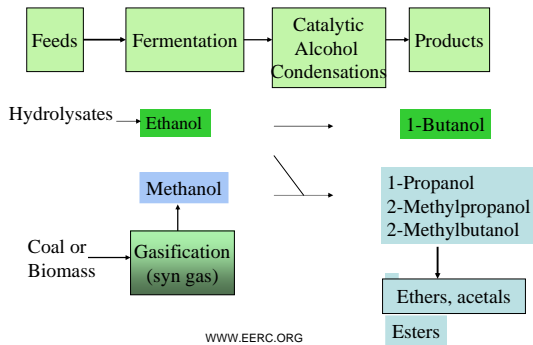 Feeds
Fermentation
Catalytic
Alcohol
Condensations
Products
Hydrolysates
Ethanol
1-Butanol
Methanol
1-Propanol
2-Methylpropanol
2-Methylbutanol
Coal or
Biomass
Gasification
(syn gas)
Ethers, acetals
Esters
WWW.EERC.ORG